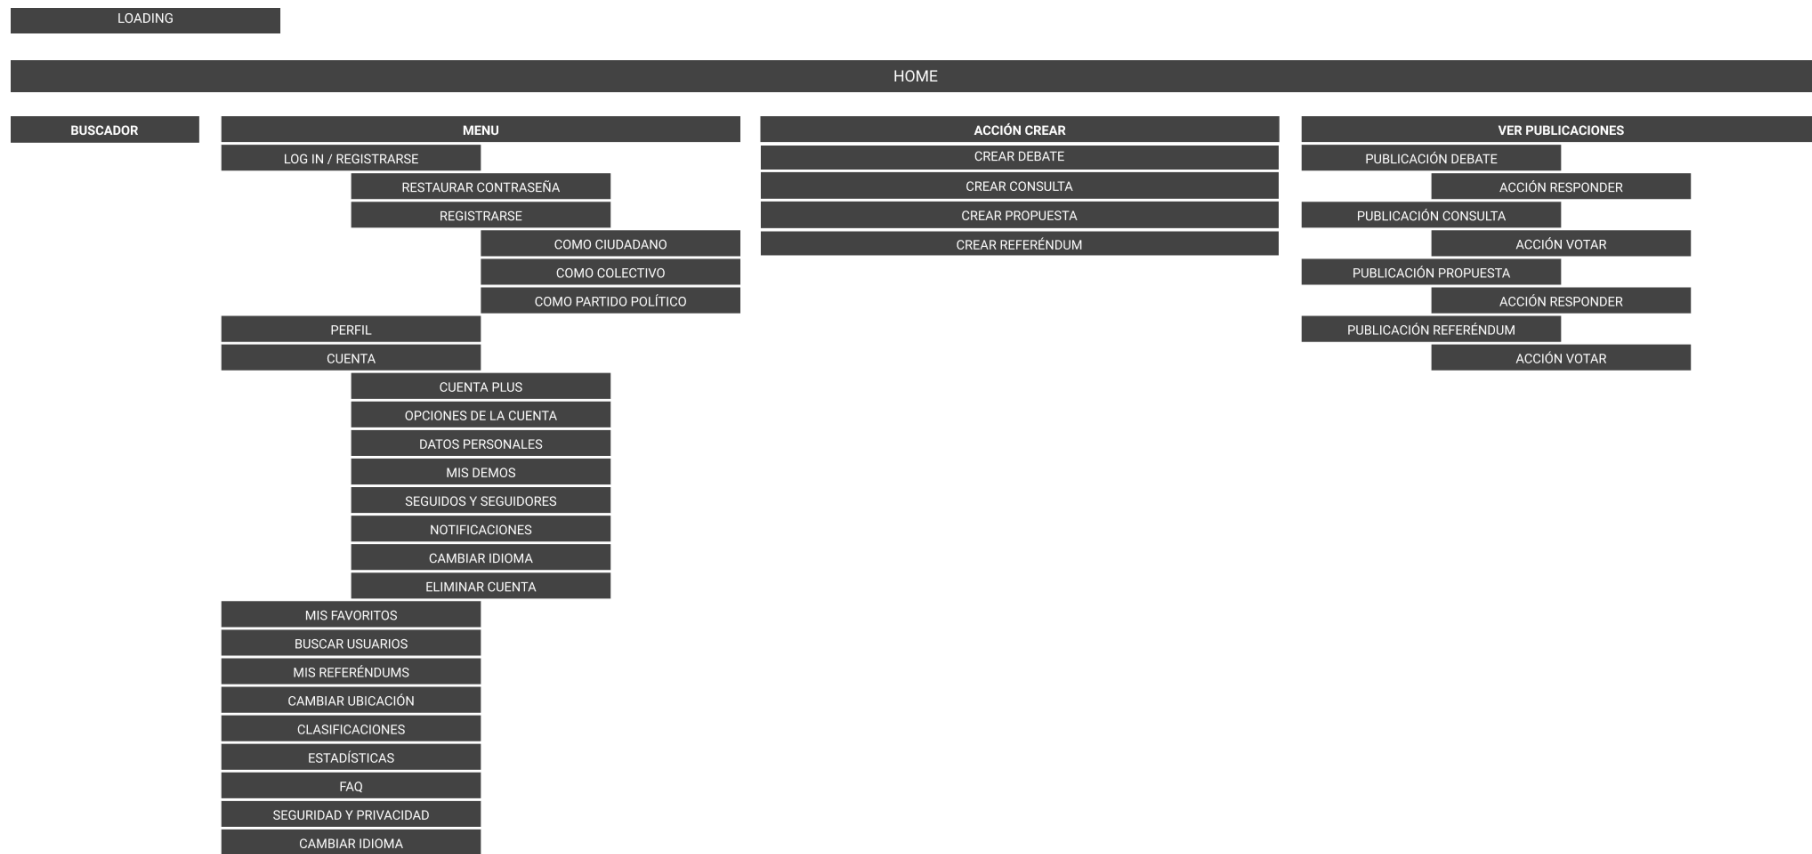 LOADING
HOME
BUSCADOR
MENU
LOG IN / REGISTRARSE
RESTAURAR CONTRASEÑA
REGISTRARSE
COMO CIUDADANO
COMO COLECTIVO
COMO PARTIDO POLÍTICO
PERFIL
CUENTA
CUENTA PLUS
OPCIONES DE LA CUENTA
DATOS PERSONALES
MIS DEMOS
SEGUIDOS Y SEGUIDORES
NOTIFICACIONES
CAMBIAR IDIOMA
ELIMINAR CUENTA
MIS FAVORITOS
BUSCAR USUARIOS
MIS REFERÉNDUMS
CAMBIAR UBICACIÓN
CLASIFICACIONES
ESTADÍSTICAS
FAQ
SEGURIDAD Y PRIVACIDAD
CAMBIAR IDIOMA
ACCIÓN CREAR
CREAR DEBATE
CREAR CONSULTA
CREAR PROPUESTA
CREAR REFERÉNDUM
VER PUBLICACIONES
PUBLICACIÓN DEBATE
ACCIÓN RESPONDER
PUBLICACIÓN CONSULTA
ACCIÓN VOTAR
PUBLICACIÓN PROPUESTA
ACCIÓN RESPONDER
PUBLICACIÓN REFERÉNDUM
ACCIÓN VOTAR